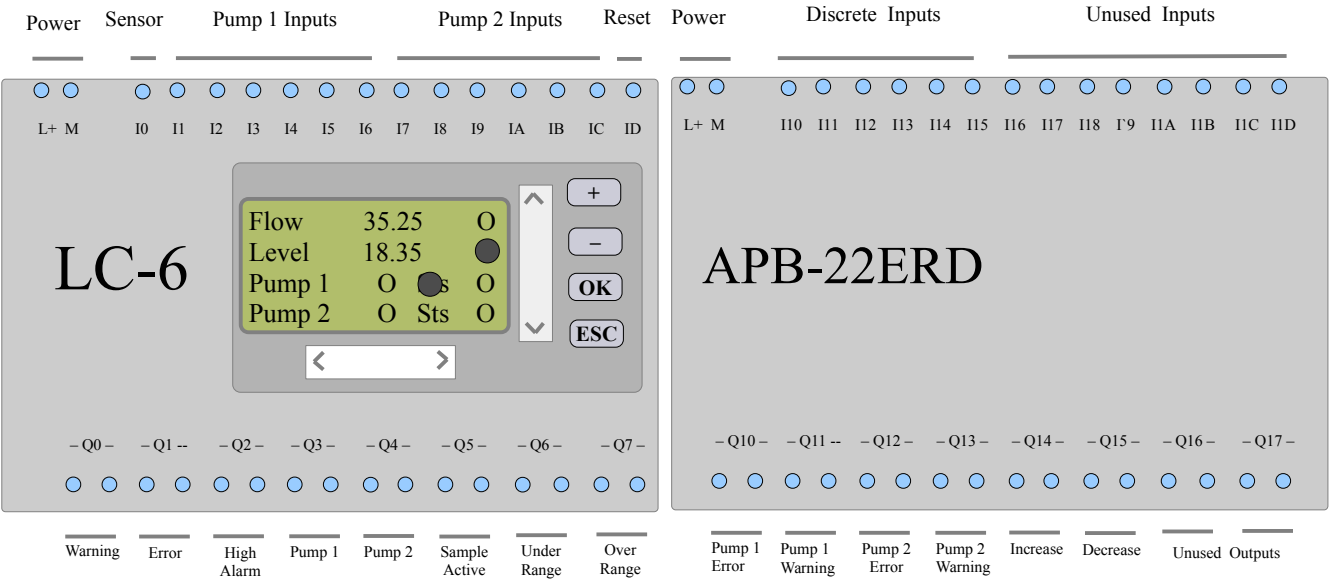 Power Sensor Pump 1 Inputs Pump 2 Inputs Reset Power Discrete Inputs Unused Inputs
L+ M I0 I1 I2 I3 I4 I5 I6 I7 I8 I9 IA IB IC ID
L+ M I10 I11 I12 I13 I14 I15 I16 I17 I18 I`9 I1A I1B I1C I1D
LC-6
Flow 35.25 O
Level 18.35
Pump 1 O s O
Pump 2 O Sts O
+
–
OK
ESC
APB-22ERD
– Q0 – – Q1 -- – Q2 – – Q3 – – Q4 – – Q5 – – Q6 – – Q7 –
– Q10 – – Q11 -- – Q12 – – Q13 – – Q14 – – Q15 – – Q16 – – Q17 –
Warning Error High Alarm Pump 1 Pump 2 Sample Active Under Range Over Range
Pump 1 Error Pump 1 Warning Pump 2 Error Pump 2 Warning Increase Decrease Unused Outputs